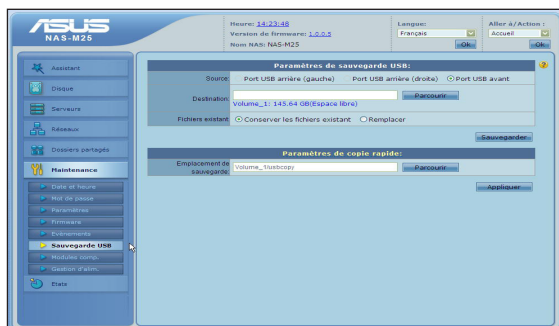 ASUS
NAS-M25
Heure: 14:23:48
Version de firmware: 1.0.0.5
Nom NAS: NAS-M25
Langue:
Français
Ok
Aller à/Action :
Accueil
Ok
Assistant
Disque
Serveurs
Réseaux
Dossiers partagés
Maintenance
Date et heure
Mot de passe
Paramètres
Firmware
Evènements
Sauvegarde USB
Modules comp.
Gestion d'alim.
Etats
Paramètres de sauvegarde USB:
Source: Port USB arrière (gauche) Port USB arrière (droite) Port USB avant
Destination: Parcourir
Volume_1: 143.64 GB(Espace libre)
Fichiers existant: Conserver les fichiers existant Remplacer
Sauvegarder
Paramètres de copie rapide:
Emplacement de sauvegarde: Volume_1\usbcopy Parcourir
Appliquer